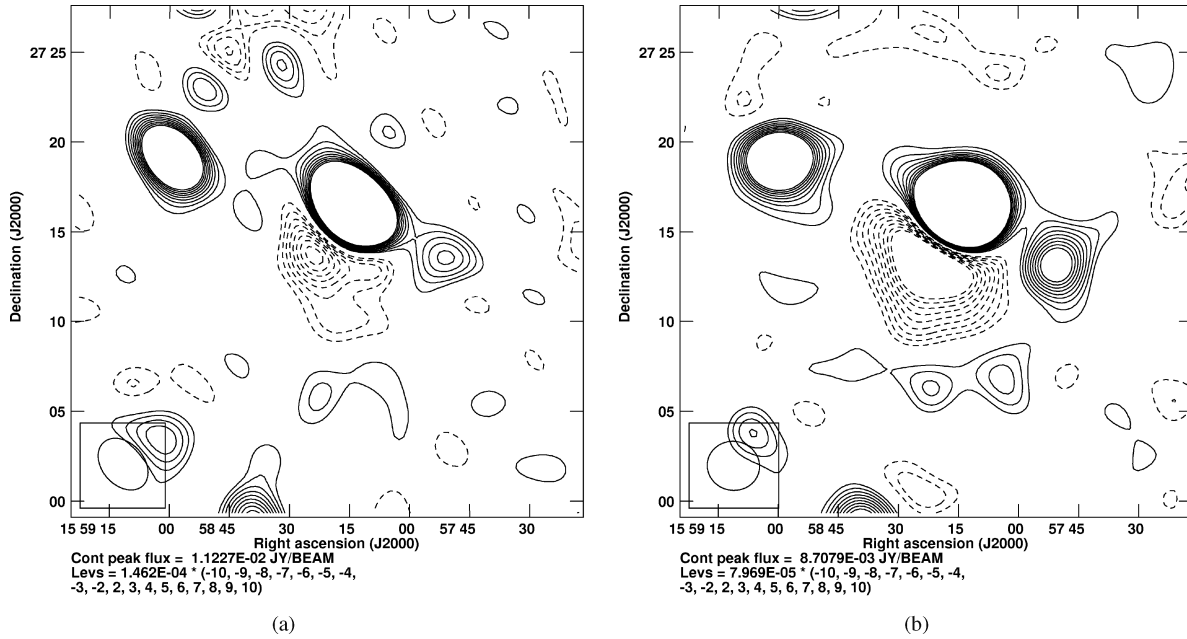 27 25
20
15
10
05
00
Declination (J2000)
15 59 15 00 58 45 30 15 00 57 45 30
Right ascension (J2000)
Cont peak flux = 1.1227E-02 JY/BEAM
Levs = 1.462E-04 * (-10, -9, -8, -7, -6, -5, -4,
-3, -2, 2, 3, 4, 5, 6, 7, 8, 9, 10)
(a)
27 25
20
15
10
05
00
Declination (J2000)
15 59 15 00 58 45 30 15 00 57 45 30
Right ascension (J2000)
Cont peak flux = 8.7079E-03 JY/BEAM
Levs = 7.969E-05 * (-10, -9, -8, -7, -6, -5, -4,
-3, -2, 2, 3, 4, 5, 6, 7, 8, 9, 10)
(b)